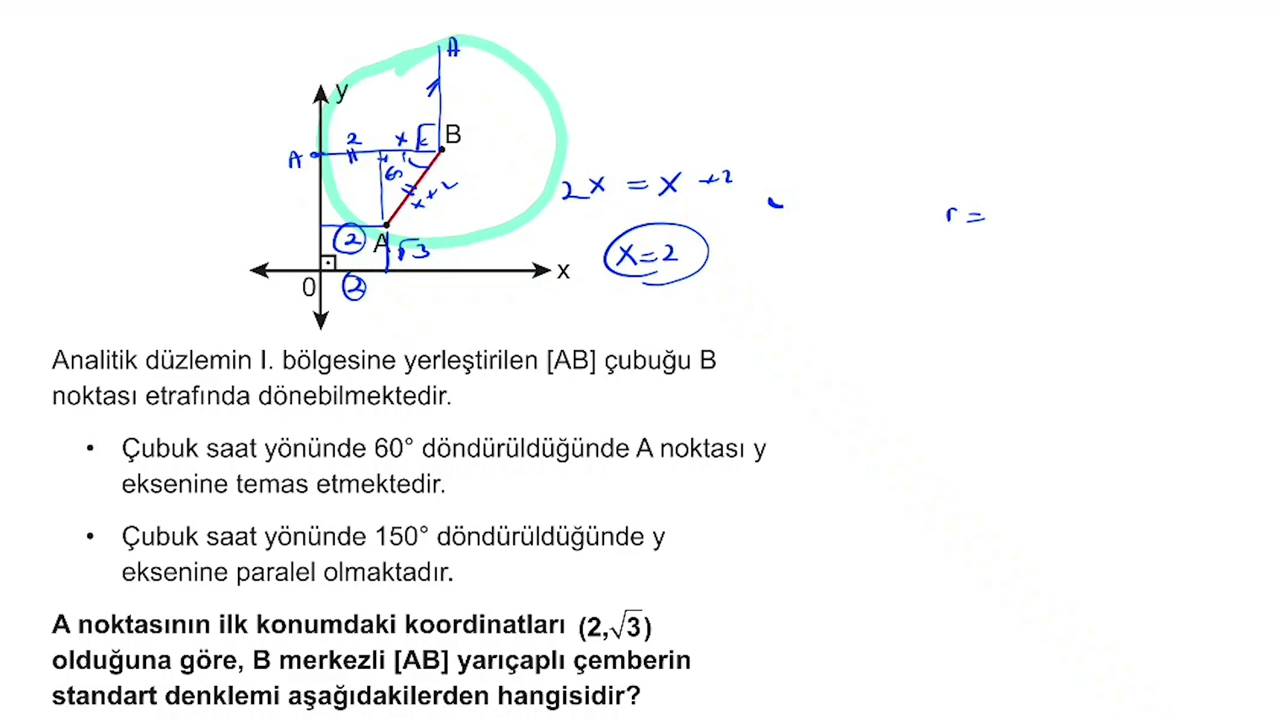 A
y
2 x B
A
6
x+2
2x = x +2
r =
2 A √3
x=2
x
0 2
Analitik düzlemin I. bölgesine yerleştirilen [AB] çubuğu B
noktası etrafında dönebilmektedir.
• Çubuk saat yönünde 60° döndürüldüğünde A noktası y
eksenine temas etmektedir.
• Çubuk saat yönünde 150° döndürüldüğünde y
eksenine paralel olmaktadır.
A noktasının ilk konumdaki koordinatları (2,√3)
olduğuna göre, B merkezli [AB] yarıçaplı çemberin
standart denklemi aşağıdakilerden hangisidir?